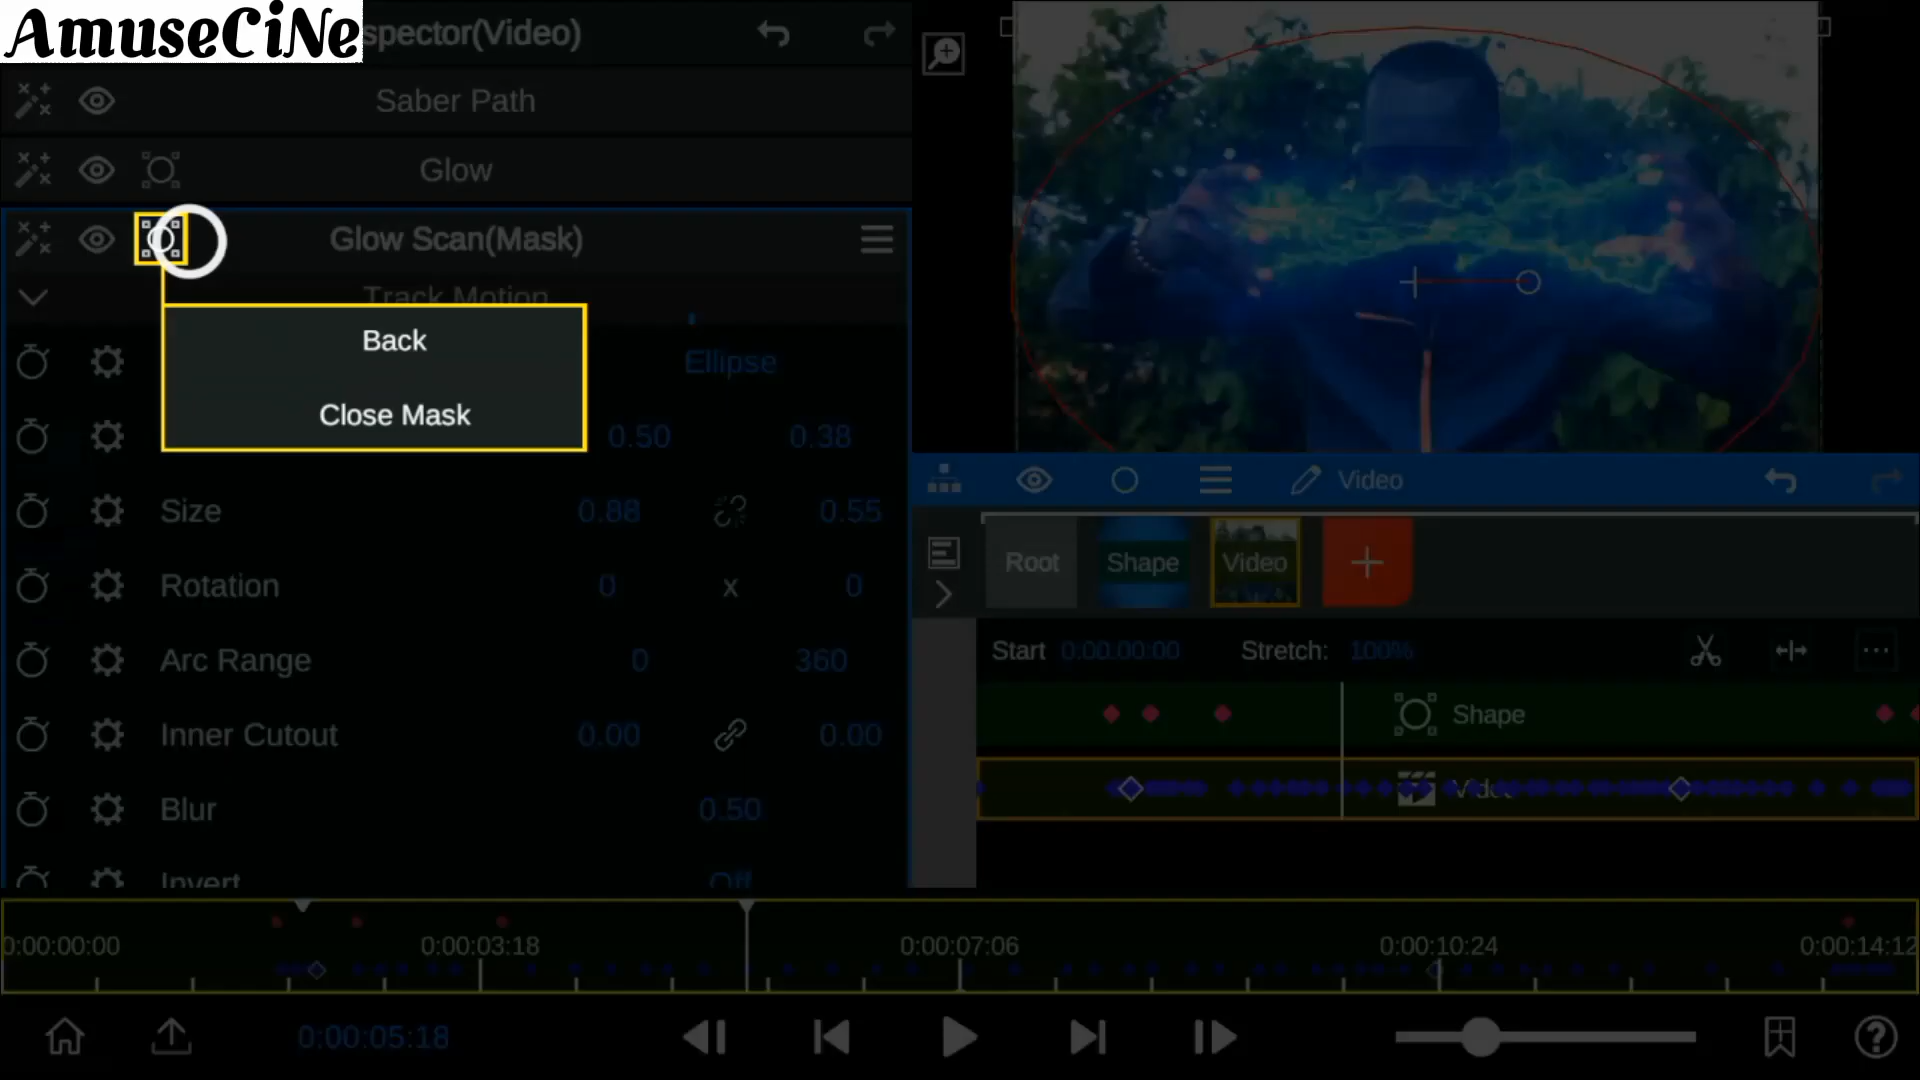 AmuseCiNe
spector(Video)
Saber Path
Glow
Glow Scan(Mask)
Track Motion
Back
Close Mask
Ellipse
0.50 0.38
Size 0.88 0.55
Rotation 0 x 0
Arc Range 0 360
Inner Cutout 0.00 0.00
Blur 0.50
Invert Off
Video
Root Shape Video
Start 0:00:00:00 Stretch: 100%
Shape
Video
0:00:00:00 0:00:03:18 0:00:07:06 0:00:10:24 0:00:14:12
0:00:05:18